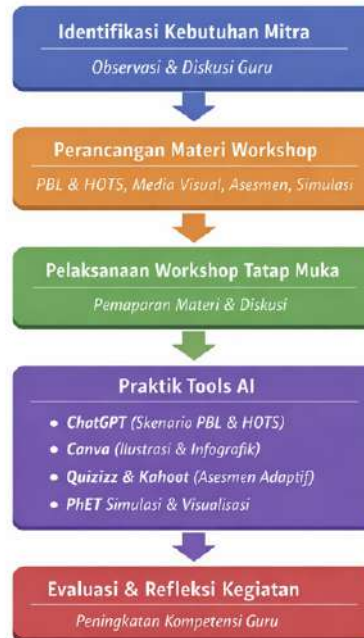 Identifikasi Kebutuhan Mitra
Observasi & Diskusi Guru
Perancangan Materi Workshop
PBL & HOTS, Media Visual, Asesmen, Simulasi
Pelaksanaan Workshop Tatap Muka
Pemaparan Materi & Diskusi
Praktik Tools AI
• ChatGPT (Skenario PBL & HOTS)
• Canva (Ilustrasi & Infografik)
• Quizizz & Kahoot (Asesmen Adaptif)
• PhET Simulasi & Visualisasi
Evaluasi & Refleksi Kegiatan
Peningkatan Kompetensi Guru